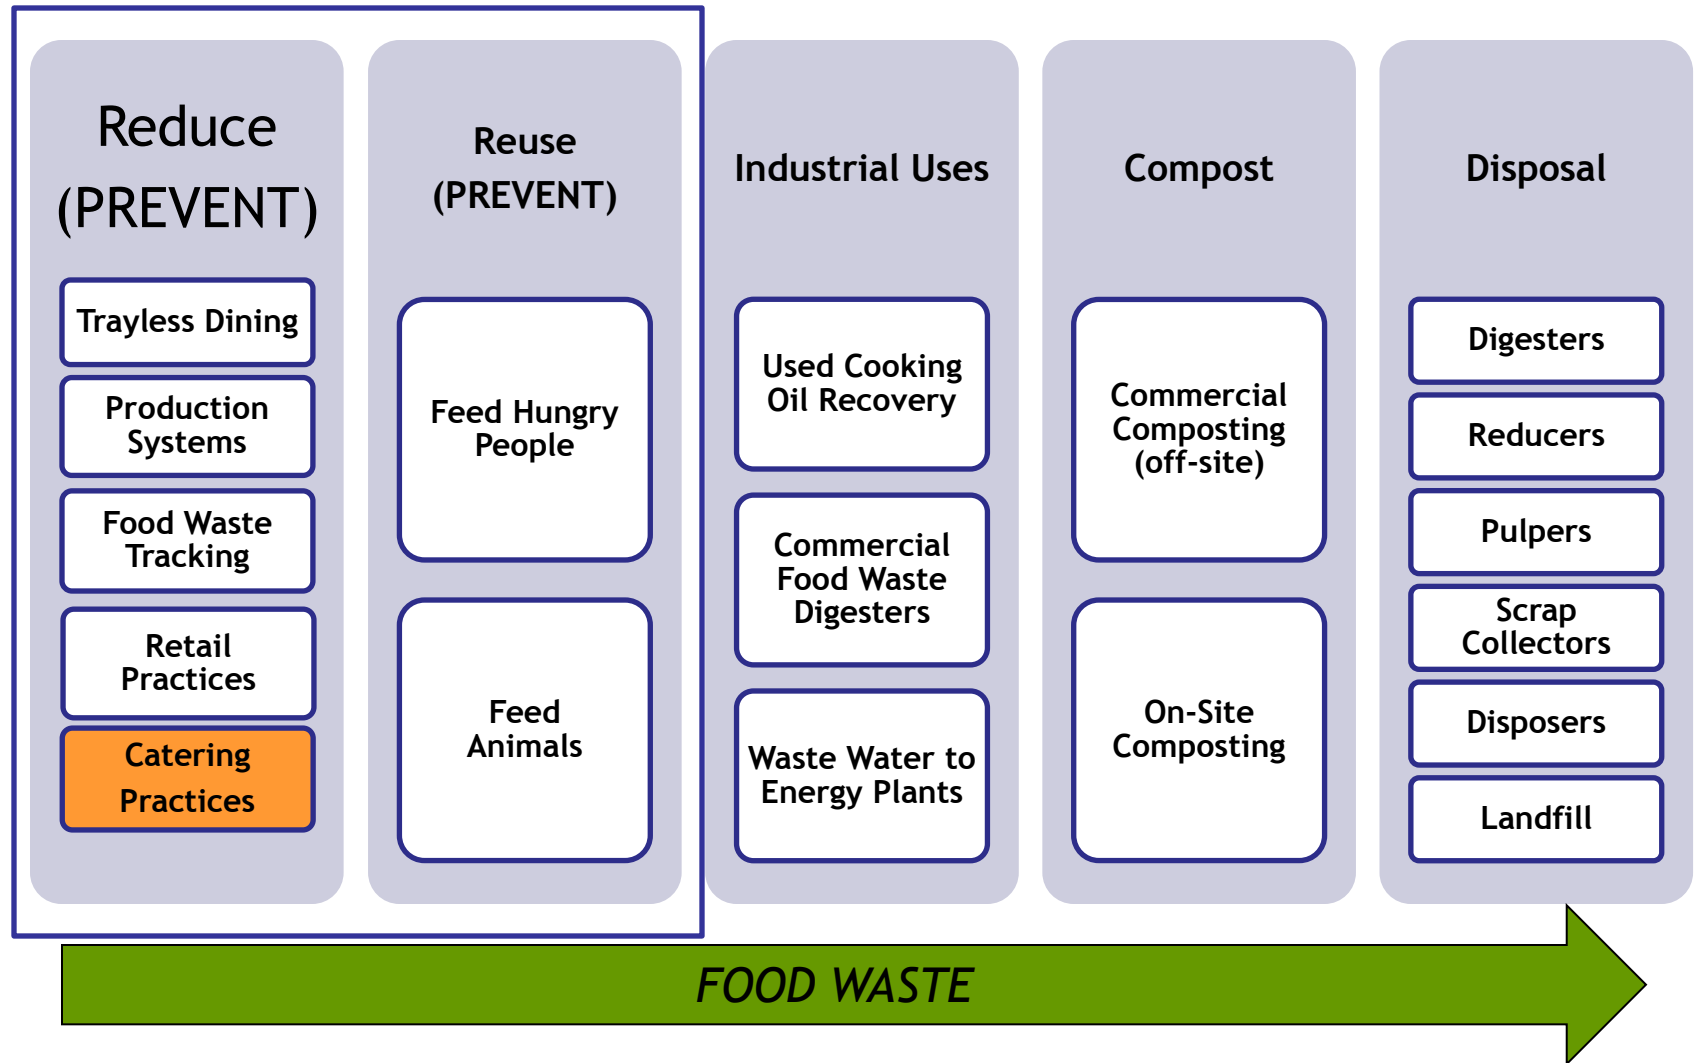 Reduce
(PREVENT)
Trayless Dining
Production
Systems
Food Waste
Tracking
Retail
Practices
Catering
Practices
Reuse
(PREVENT)
Feed Hungry
People
Feed
Animals
Industrial Uses
Used Cooking
Oil Recovery
Commercial
Food Waste
Digesters
Waste Water to
Energy Plants
Compost
Commercial
Composting
(off-site)
On-Site
Composting
Disposal
Digesters
Reducers
Pulpers
Scrap
Collectors
Disposers
Landfill
FOOD WASTE